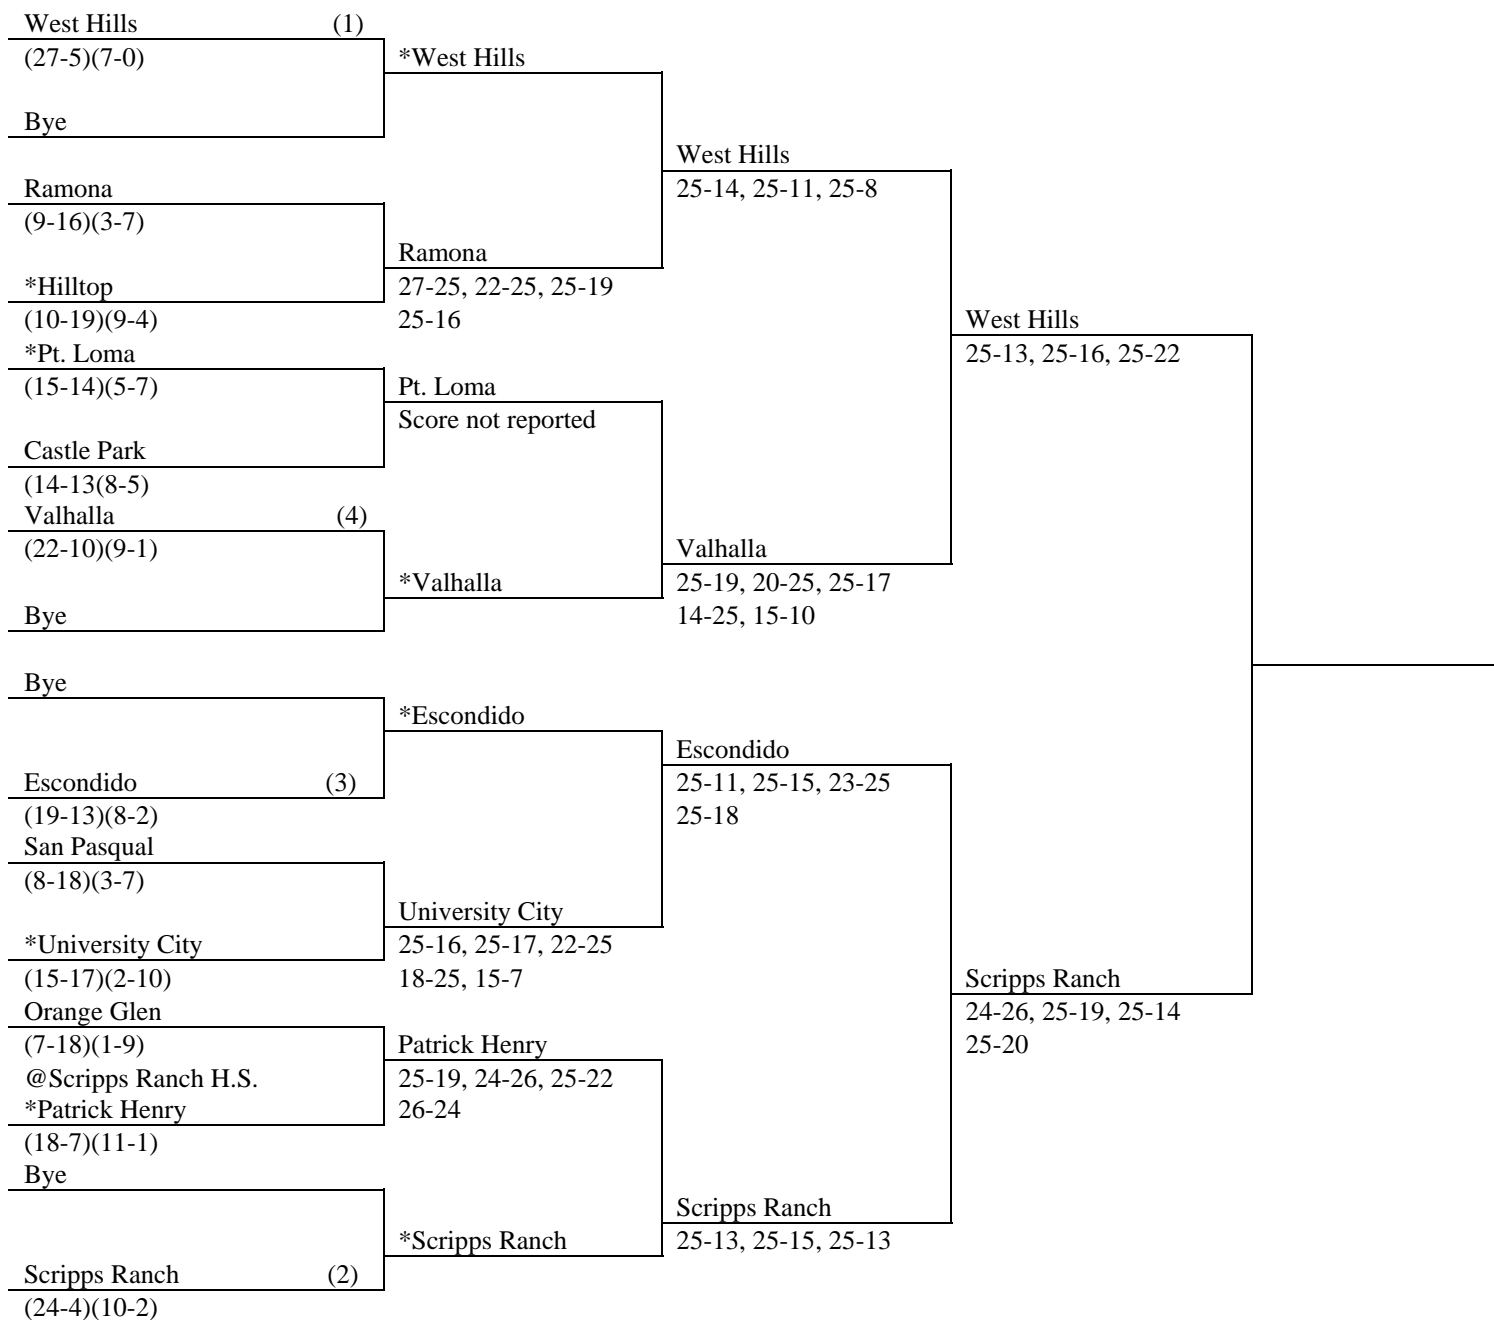 West Hills (1)
(27-5)(7-0)
Bye
Ramona
(9-16)(3-7)
*Hilltop
(10-19)(9-4)
*Pt. Loma
(15-14)(5-7)
Castle Park
(14-13(8-5)
Valhalla (4)
(22-10)(9-1)
Bye
Bye
Escondido (3)
(19-13)(8-2)
San Pasqual
(8-18)(3-7)
*University City
(15-17)(2-10)
Orange Glen
(7-18)(1-9)
@Scripps Ranch H.S.
*Patrick Henry
(18-7)(11-1)
Bye
Scripps Ranch (2)
(24-4)(10-2)
*West Hills
Ramona
27-25, 22-25, 25-19
25-16
Pt. Loma
Score not reported
*Valhalla
*Escondido
University City
25-16, 25-17, 22-25
18-25, 15-7
Patrick Henry
25-19, 24-26, 25-22
26-24
*Scripps Ranch
West Hills
25-14, 25-11, 25-8
Valhalla
25-19, 20-25, 25-17
14-25, 15-10
Escondido
25-11, 25-15, 23-25
25-18
Scripps Ranch
25-13, 25-15, 25-13
West Hills
25-13, 25-16, 25-22
Scripps Ranch
24-26, 25-19, 25-14
25-20